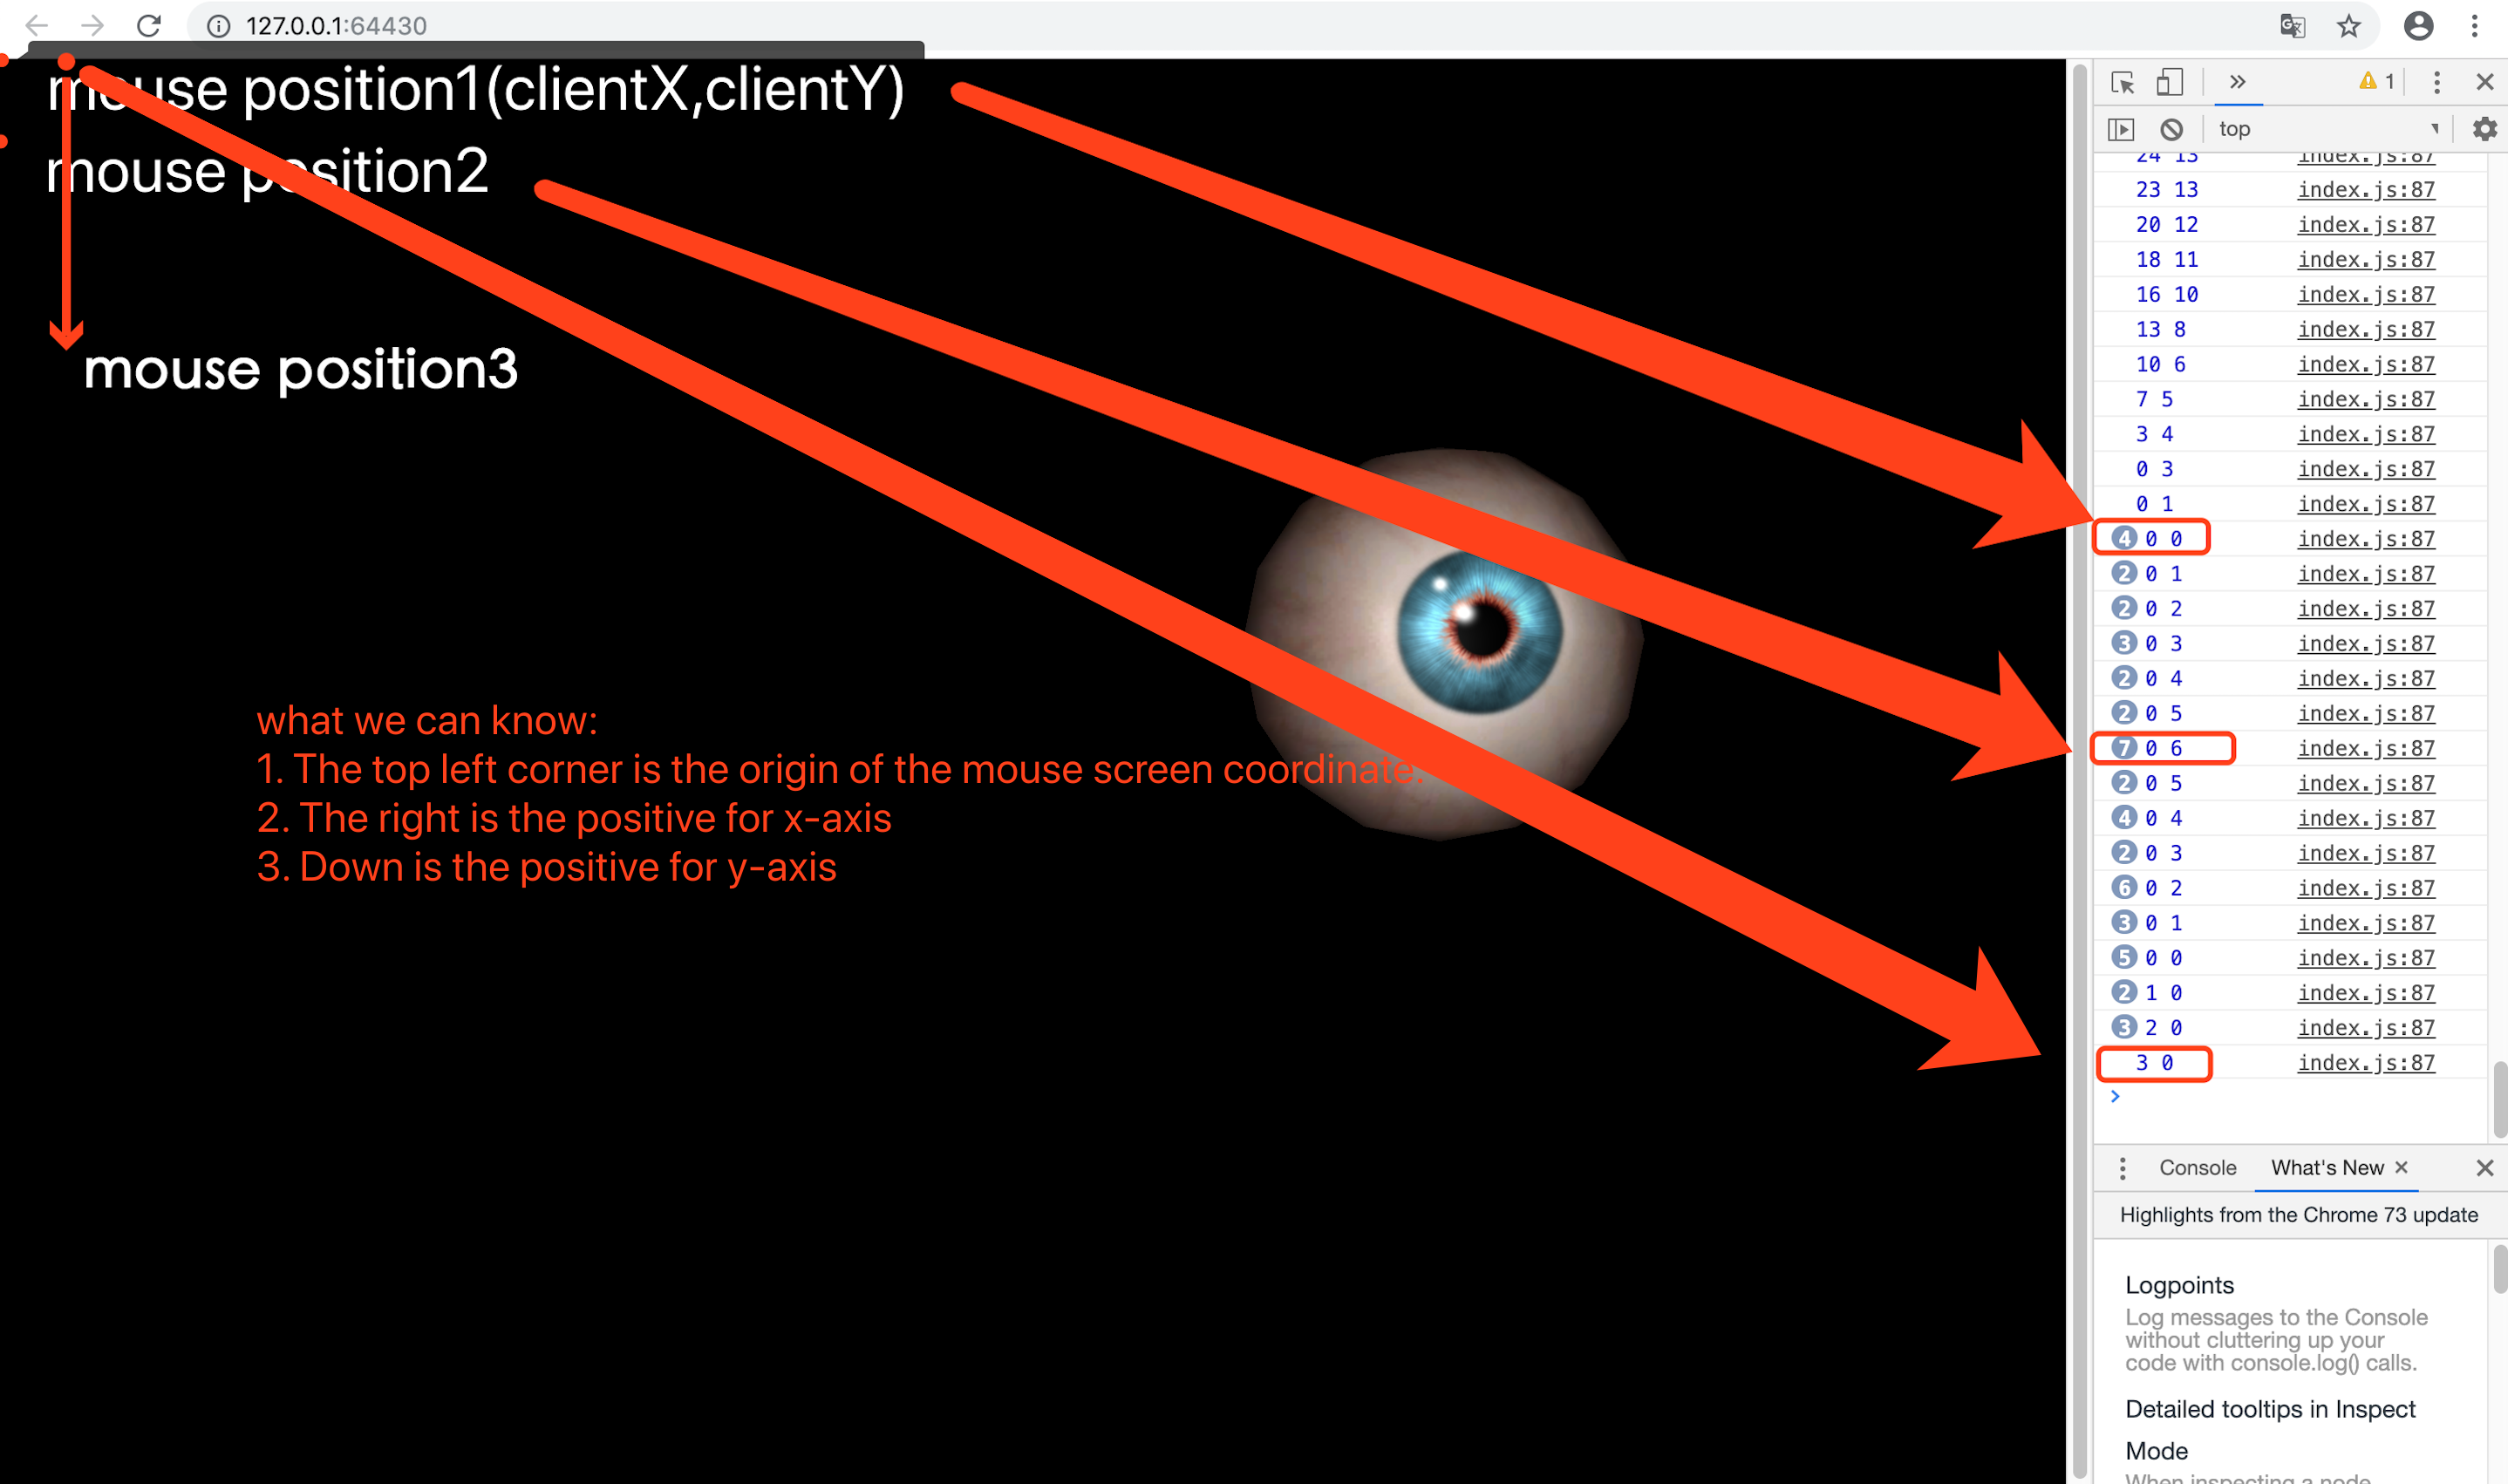 127.0.0.1:64430
mouse position1(clientX,clientY)
mouse position2
mouse position3
what we can know:
1. The top left corner is the origin of the mouse screen coordinate.
2. The right is the positive for x-axis
3. Down is the positive for y-axis
1
top
24 13 index.js:87
23 13 index.js:87
20 12 index.js:87
18 11 index.js:87
16 10 index.js:87
13 8 index.js:87
10 6 index.js:87
7 5 index.js:87
3 4 index.js:87
0 3 index.js:87
0 1 index.js:87
4 0 0 index.js:87
2 0 1 index.js:87
2 0 2 index.js:87
3 0 3 index.js:87
2 0 4 index.js:87
2 0 5 index.js:87
7 0 6 index.js:87
2 0 5 index.js:87
4 0 4 index.js:87
2 0 3 index.js:87
6 0 2 index.js:87
3 0 1 index.js:87
5 0 0 index.js:87
2 1 0 index.js:87
3 2 0 index.js:87
3 0 index.js:87
Console What's New
Highlights from the Chrome 73 update
Logpoints
Log messages to the Console
without cluttering up your
code with console.log() calls.
Detailed tooltips in Inspect
Mode
When inspecting a node